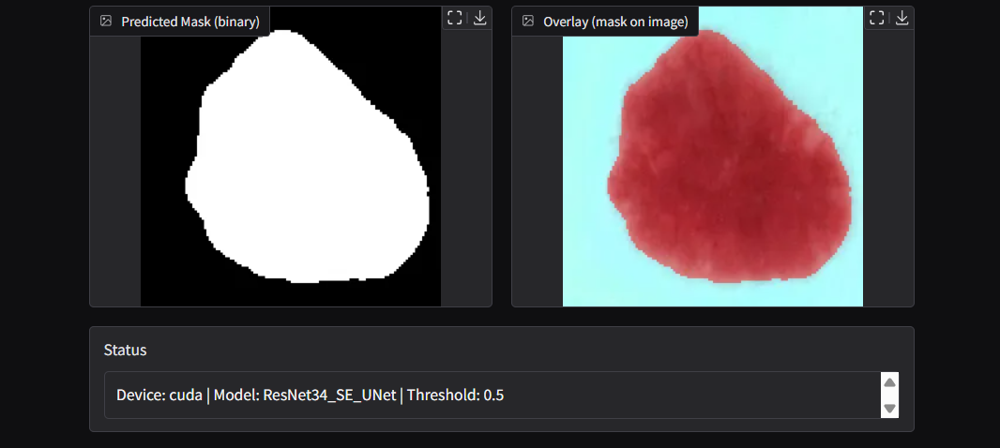 Predicted Mask (binary)
Overlay (mask on image)
Status
Device: cuda | Model: ResNet34_SE_UNet | Threshold: 0.5